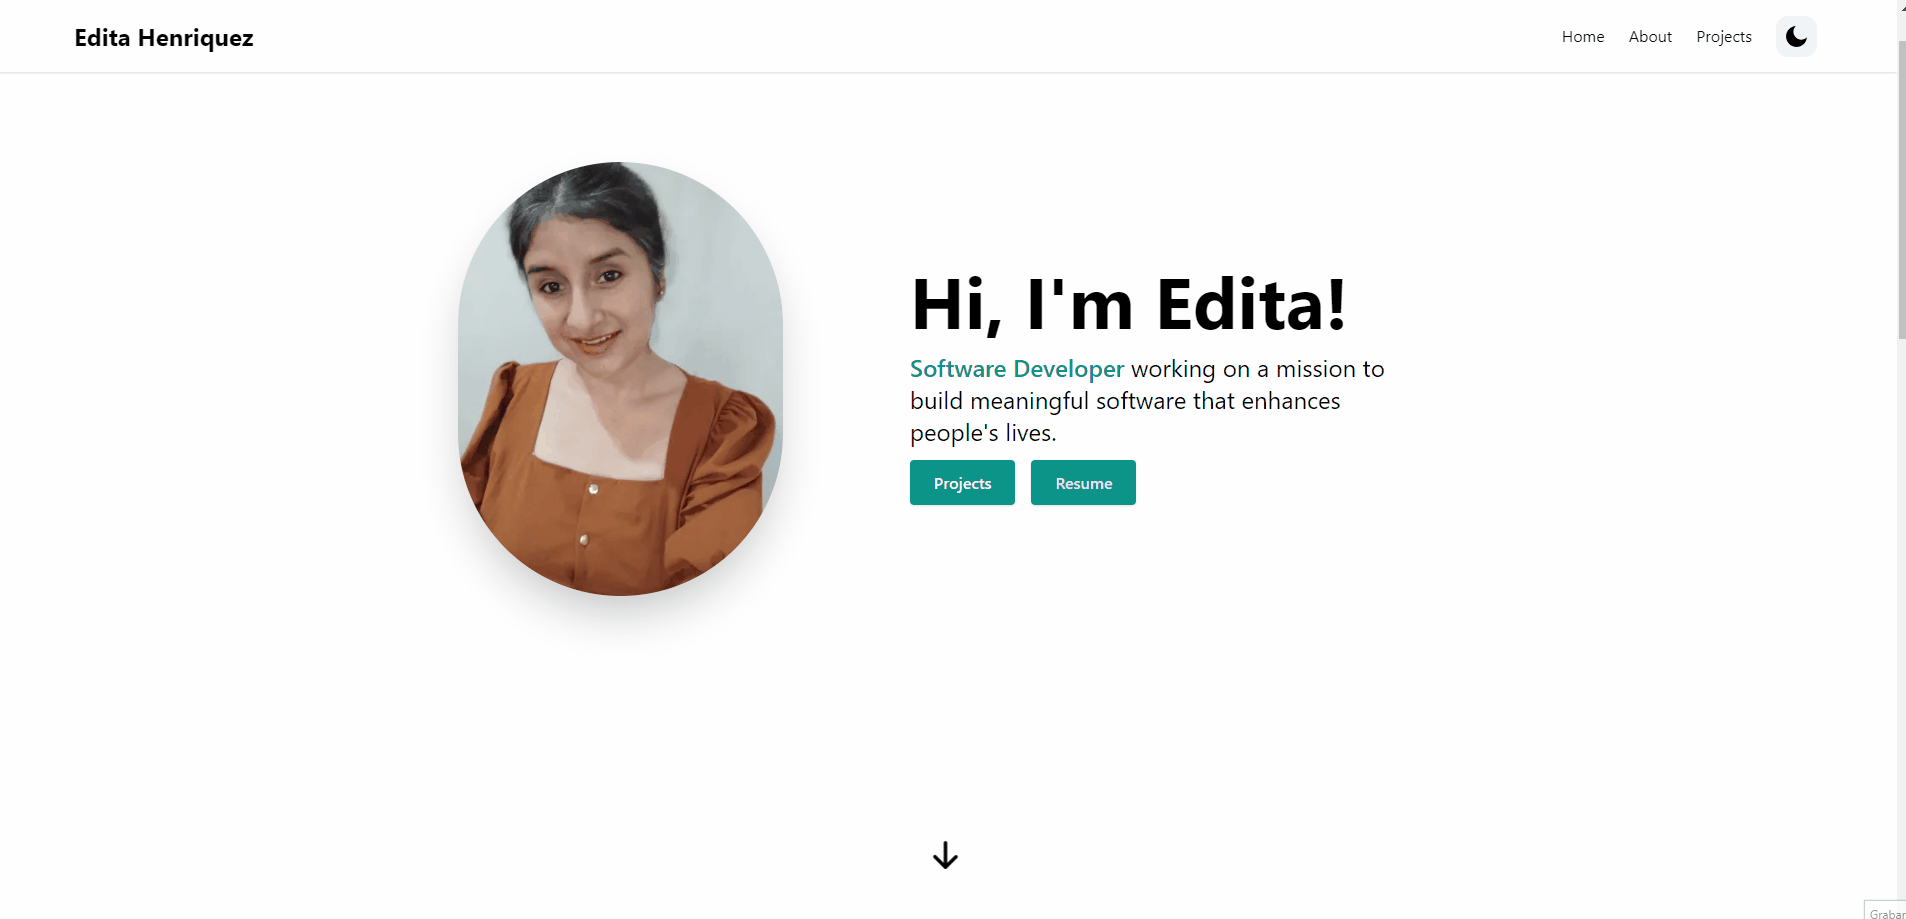 Edita Henriquez
Home
About
Projects
Hi, I'm Edita!
Software Developer working on a mission to
build meaningful software that enhances
people's lives.
Projects
Resume
Grabar